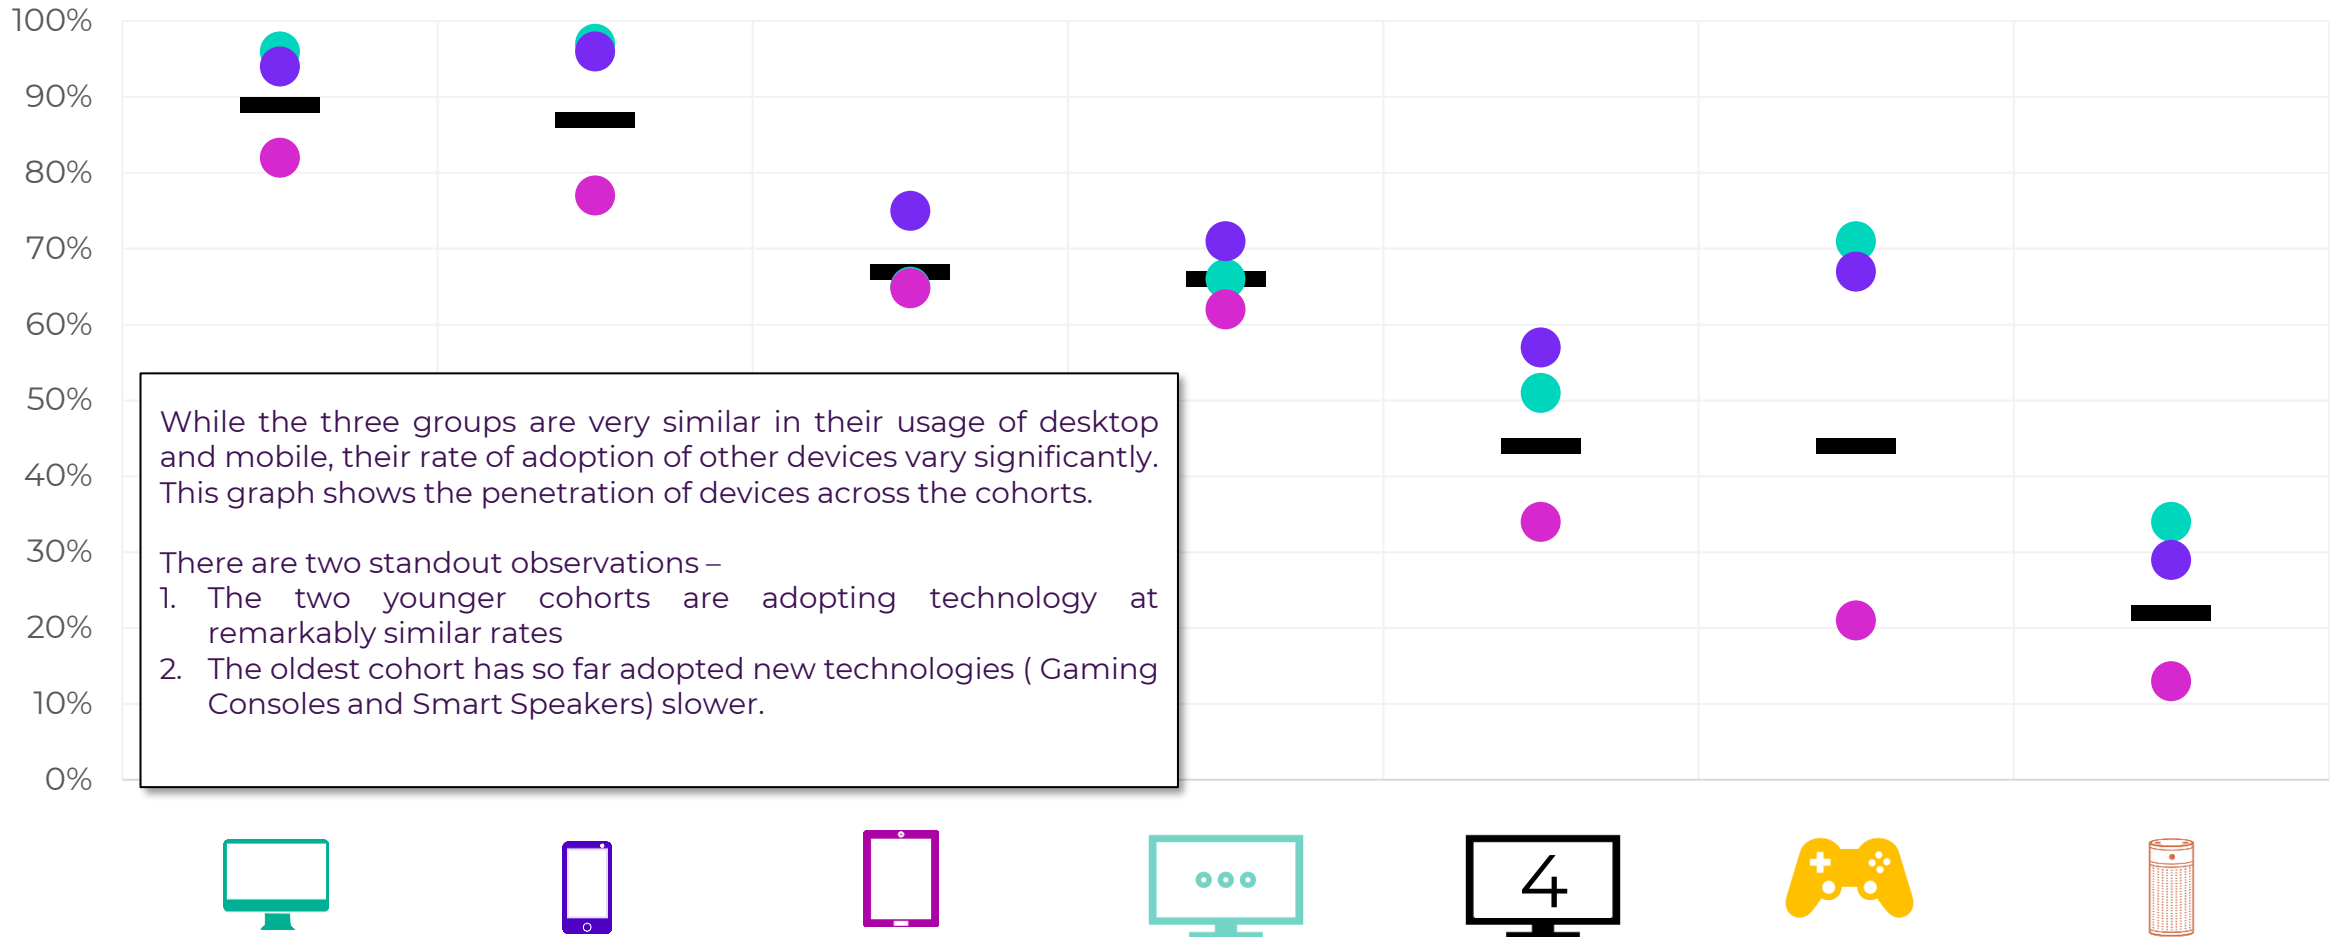 100%
90%
80%
70%
60%
50%
40%
30%
20%
10%
0%
While the three groups are very similar in their usage of desktop
and mobile, their rate of adoption of other devices vary significantly.
This graph shows the penetration of devices across the cohorts.
There are two standout observations –
1. The two younger cohorts are adopting technology at
remarkably similar rates
2. The oldest cohort has so far adopted new technologies ( Gaming
Consoles and Smart Speakers) slower.
4